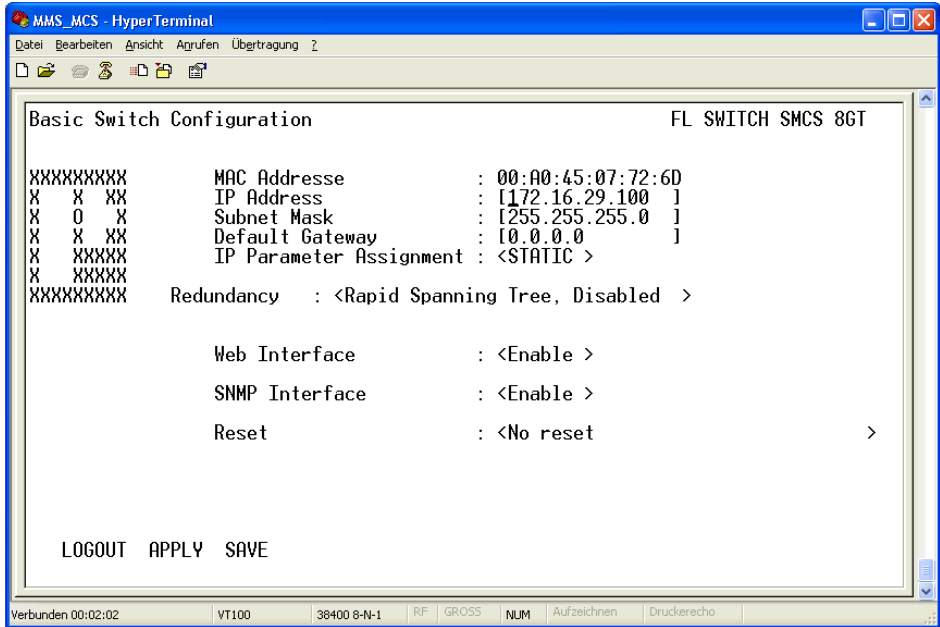 MMS_MCS - HyperTerminal
Datei Bearbeiten Ansicht Anrufen Übertragung ?
Basic Switch Configuration FL SWITCH SMCS 8GT
XXXXXXXXX MAC Addresse : 00:A0:45:07:72:6D
X X XX IP Address : [172.16.29.100 ]
X O X Subnet Mask : [255.255.255.0 ]
X X XX Default Gateway : [0.0.0.0 ]
X XXXXX IP Parameter Assignment : <STATIC >
X XXXXX
XXXXXXXXX Redundancy : <Rapid Spanning Tree, Disabled >
Web Interface : <Enable >
SNMP Interface : <Enable >
Reset : <No reset >
LOGOUT APPLY SAVE
Verbunden 00:02:02 VT100 38400 8-N-1 RF GROSS NUM Aufzeichnen Druckerecho